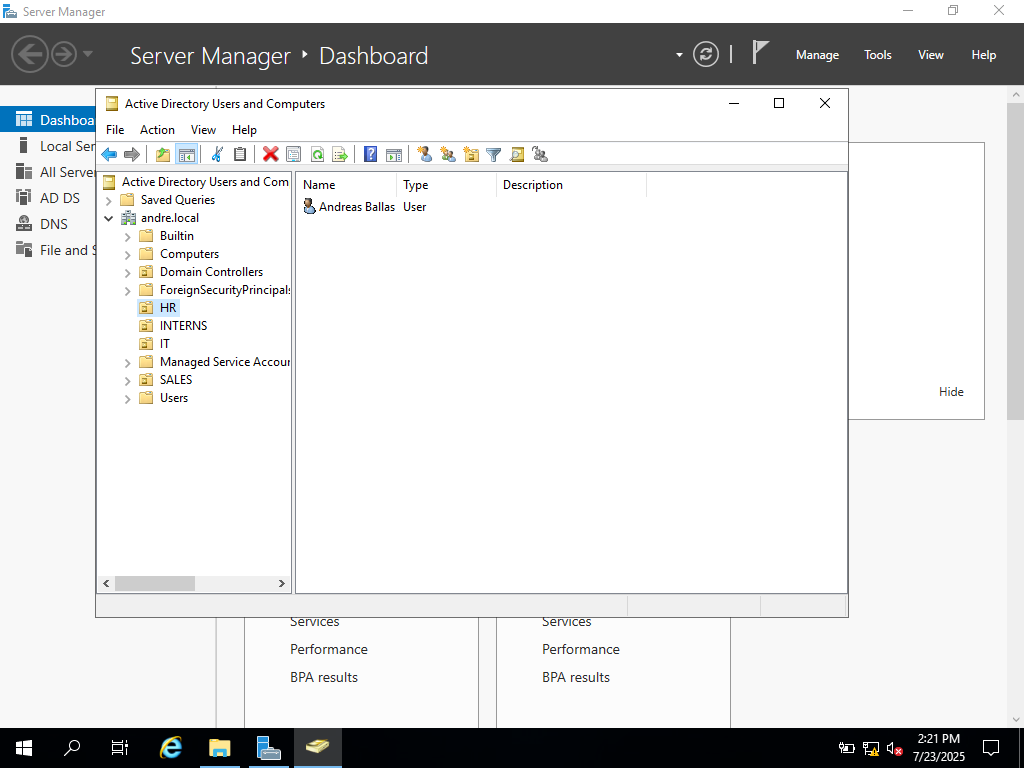 Server Manager
Server Manager ‣ Dashboard
Manage
Tools
View
Help
Dashboa
Local Ser
All Server
AD DS
DNS
File and S
Active Directory Users and Computers
File
Action
View
Help
Active Directory Users and Com
Saved Queries
andre.local
Builtin
Computers
Domain Controllers
ForeignSecurityPrincipals
HR
INTERNS
IT
Managed Service Accoun
SALES
Users
Name
Type
Description
Andreas Ballas
User
Hide
Services
Performance
BPA results
Services
Performance
BPA results
2:21 PM
7/23/2025